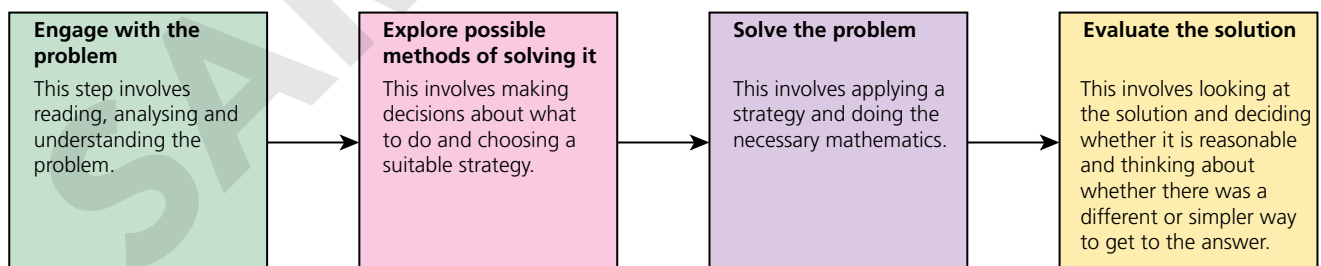 Engage with the
problem
This step involves
reading, analysing and
understanding the
problem.
Explore possible
methods of solving it
This involves making
decisions about what
to do and choosing a
suitable strategy.
Solve the problem
This involves applying a
strategy and doing the
necessary mathematics.
Evaluate the solution
This involves looking at
the solution and deciding
whether it is reasonable
and thinking about
whether there was a
different or simpler way
to get to the answer.
SA